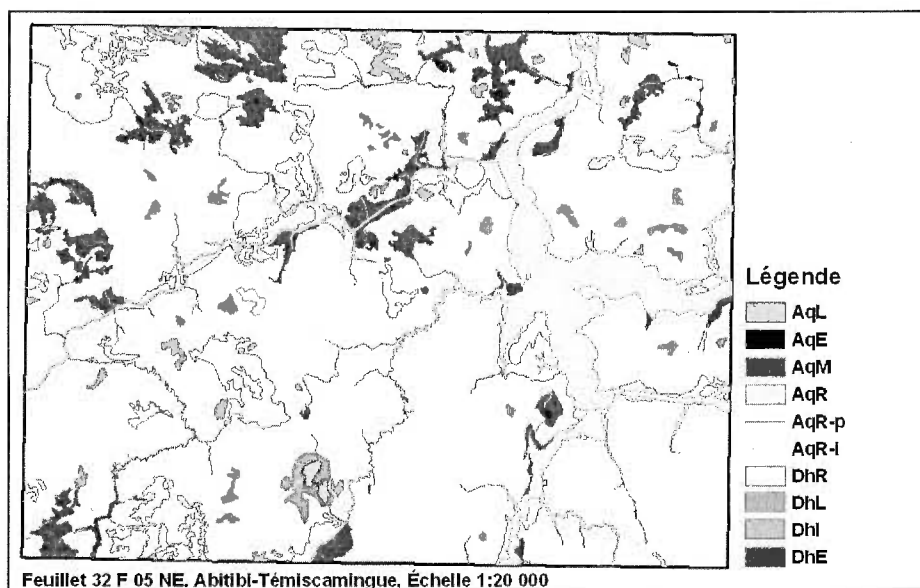 Légende
AqL
AqE
AqM
AqR
AqR-p
AqR-i
DhR
DhL
DhI
DhE
Feuillet 32 F 05 NE, Abitibi-Témiscamingue, Échelle 1:20 000